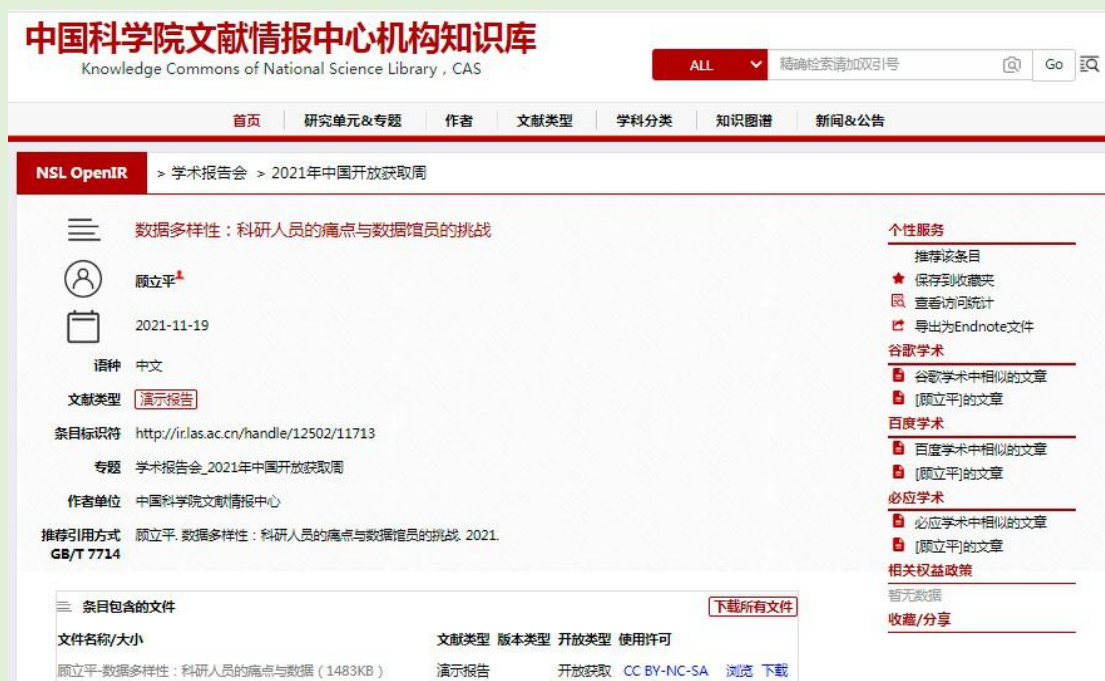 中国科学院文献情报中心机构知识库
Knowledge Commons of National Science Library , CAS
ALL 精确检索请加双引号 Go
首页 研究单元&专题 作者 文献类型 学科分类 知识图谱 新闻&公告
NSL OpenIR > 学术报告会 > 2021年中国开放获取周
数据多样性：科研人员的痛点与数据馆员的挑战
顾立平
2021-11-19
语种 中文
文献类型 演示报告
条目标识符 http://ir.las.ac.cn/handle/12502/11713
专题 学术报告会_2021年中国开放获取周
作者单位 中国科学院文献情报中心
推荐引用方式 顾立平. 数据多样性：科研人员的痛点与数据馆员的挑战. 2021.
GB/T 7714
条目包含的文件 下载所有文件
文件名称/大小 文献类型 版本类型 开放类型 使用许可
顾立平-数据多样性：科研人员的痛点与数据（1483KB） 演示报告 开放获取 CC BY-NC-SA 浏览 下载
个性服务
推荐该条目
保存到收藏夹
查看访问统计
导出为Endnote文件
谷歌学术
谷歌学术中相似的文章
[顾立平]的文章
百度学术
百度学术中相似的文章
[顾立平]的文章
必应学术
必应学术中相似的文章
[顾立平]的文章
相关权益政策
暂无数据
收藏/分享